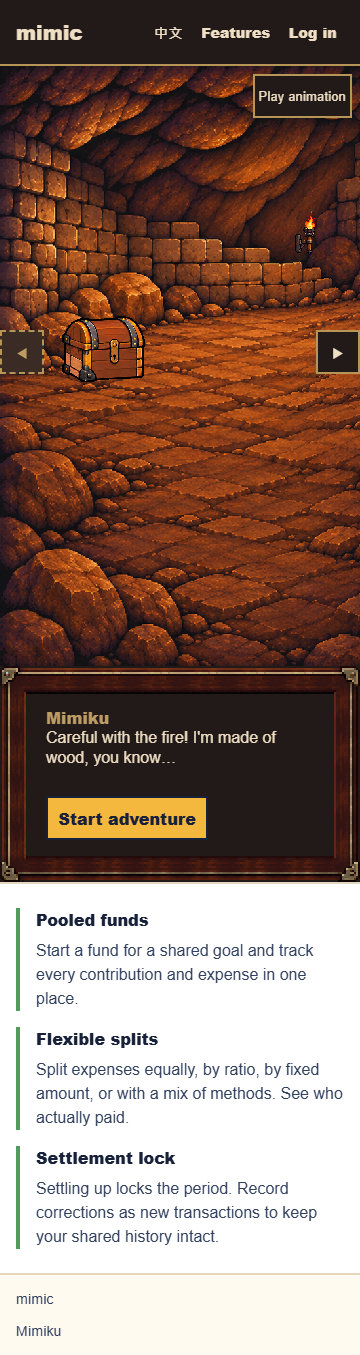 mimic
中文 Features Log in
Play animation
Mimiku
Careful with the fire! I'm made of
wood, you know…
Start adventure
Pooled funds
Start a fund for a shared goal and track
every contribution and expense in one
place.
Flexible splits
Split expenses equally, by ratio, by fixed
amount, or with a mix of methods. See who
actually paid.
Settlement lock
Settling up locks the period. Record
corrections as new transactions to keep
your shared history intact.
mimic
Mimiku